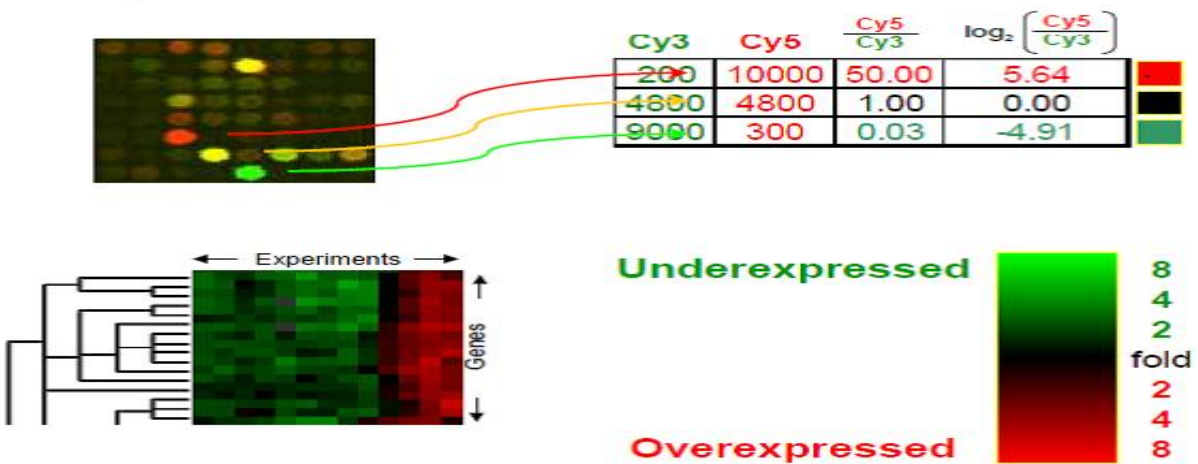 Cy3 Cy5 Cy5/Cy3 log₂(Cy5/Cy3)
200 10000 50.00 5.64
4800 4800 1.00 0.00
9000 300 0.03 -4.91
Experiments
Genes
Underexpressed
Overexpressed
8
4
2
fold
2
4
8